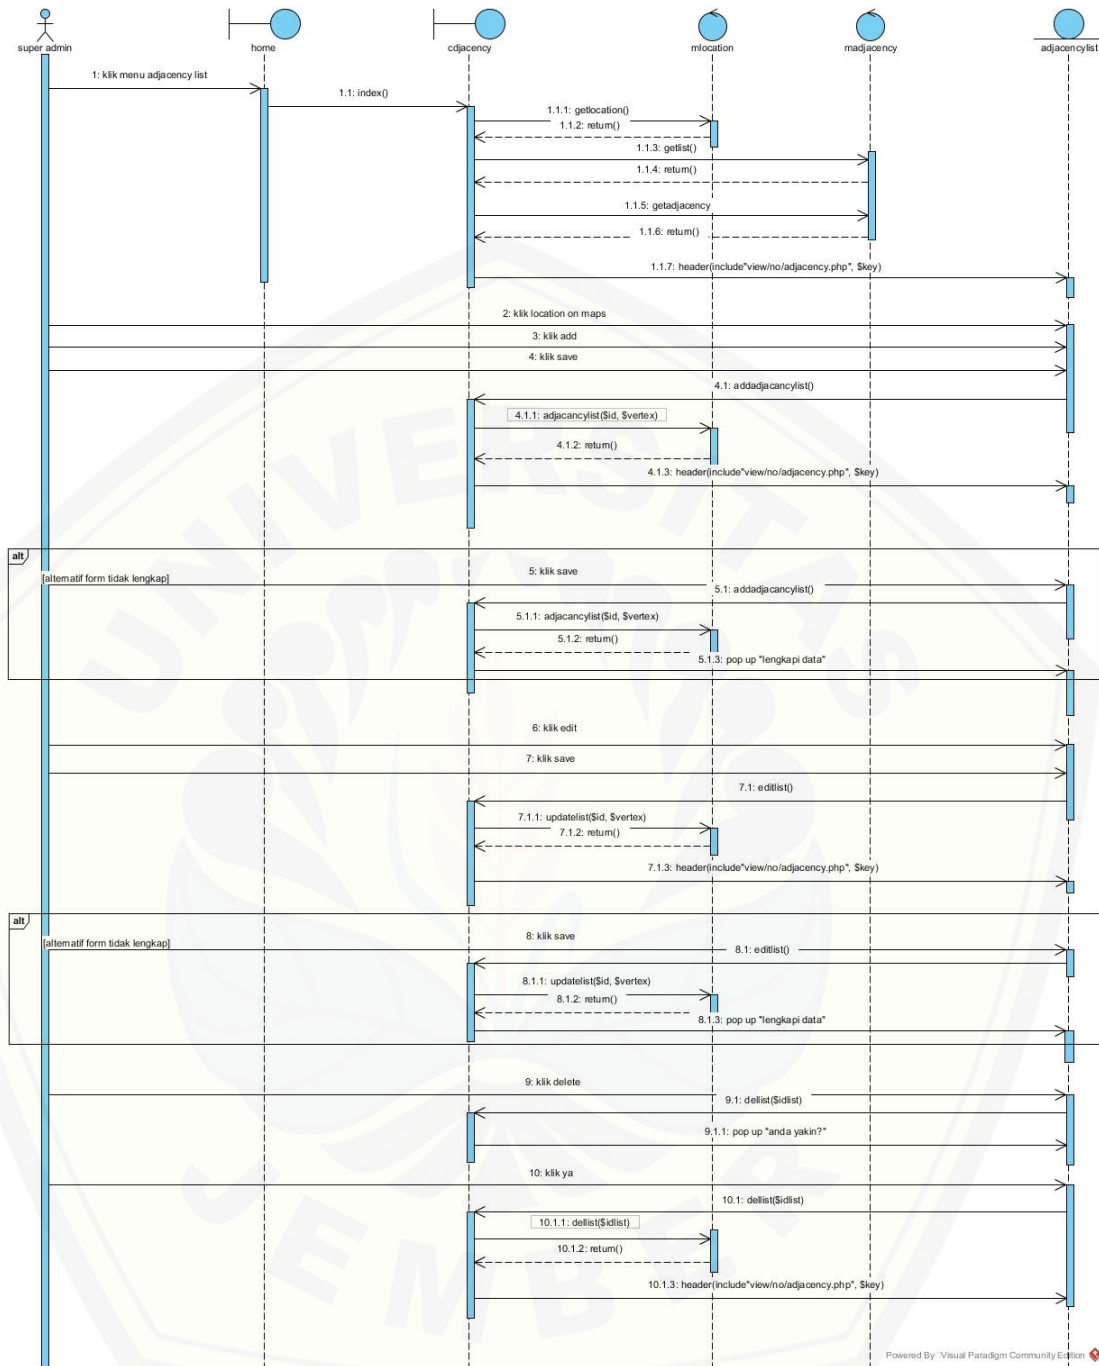 super admin
home
cdjacency
mlocation
madjacency
adjacencylist
1: klik menu adjacency list
1.1: index()
1.1.1: getlocation()
1.1.2: return()
1.1.3: getlist()
1.1.4: return()
1.1.5: getadjacency
1.1.6: return()
1.1.7: header(include"view/no/adjacency.php", $key)
2: klik location on maps
3: klik add
4: klik save
4.1: addadjacancylist()
4.1.1: adjacancylist($id, $vertex)
4.1.2: return()
4.1.3: header(include"view/no/adjacency.php", $key)
alt
[alternatif form tidak lengkap]
5: klik save
5.1: addadjacancylist()
5.1.1: adjacancylist($id, $vertex)
5.1.2: return()
5.1.3: pop up "lengkapi data"
6: klik edit
7: klik save
7.1: editlist()
7.1.1: updatelist($id, $vertex)
7.1.2: return()
7.1.3: header(include"view/no/adjacency.php", $key)
alt
[alternatif form tidak lengkap]
8: klik save
8.1: editlist()
8.1.1: updatelist($id, $vertex)
8.1.2: return()
8.1.3: pop up "lengkapi data"
9: klik delete
9.1: dellist($idlist)
9.1.1: pop up "anda yakin?"
10: klik ya
10.1: dellist($idlist)
10.1.1: dellist($idlist)
10.1.2: return()
10.1.3: header(include"view/no/adjacency.php", $key)
UNIVERSITAS
JEMBER
Powered By Visual Paradigm Community Edition